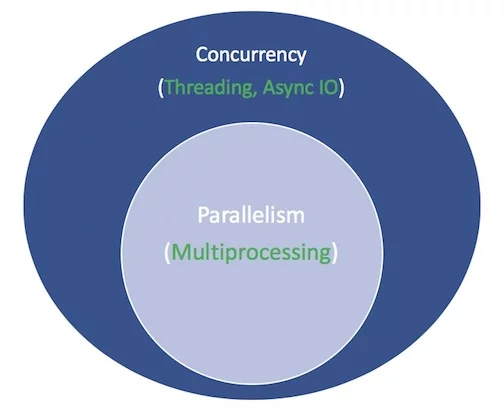 Concurrency
(Threading, Async IO)
Parallelism
(Multiprocessing)